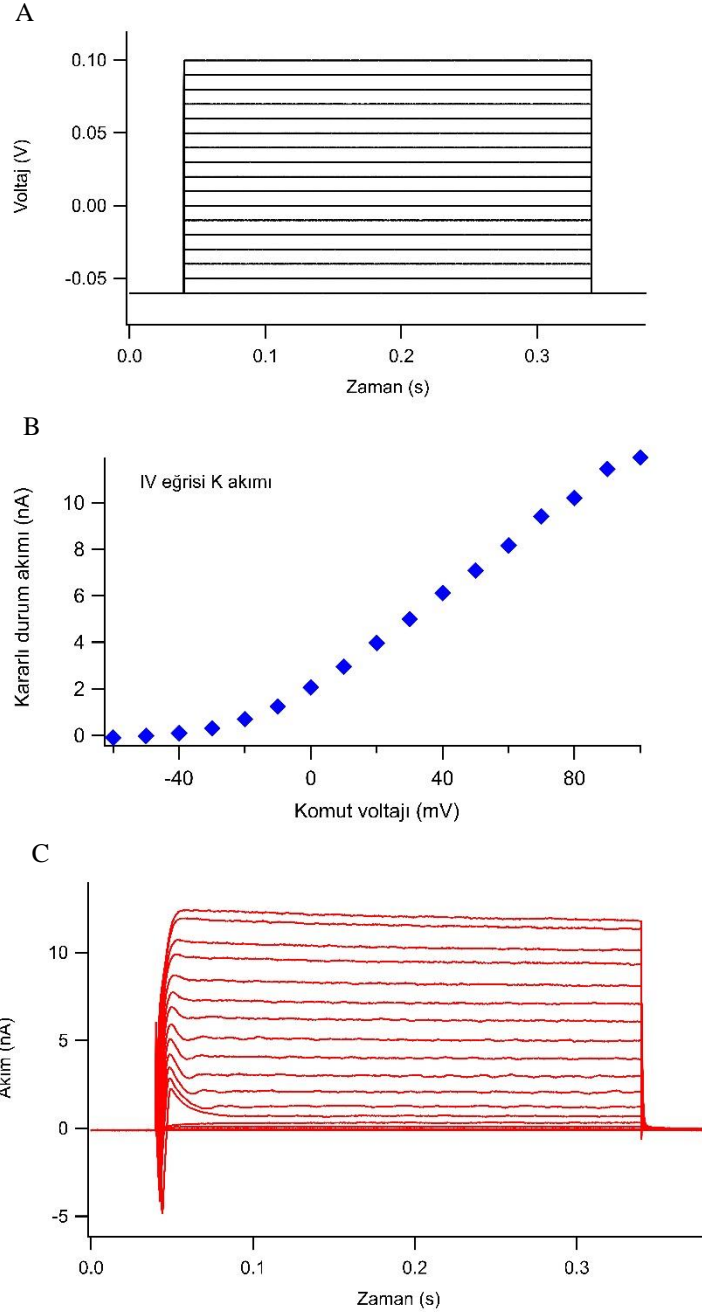 A
0.10
0.05
0.00
-0.05
Voltaj (V)
0.0 0.1 0.2 0.3
Zaman (s)
B
IV eğrisi K akımı
10
8
6
4
2
0
Kararlı durum akımı (nA)
-40 0 40 80
Komut voltajı (mV)
C
10
5
0
-5
Akım (nA)
0.0 0.1 0.2 0.3
Zaman (s)